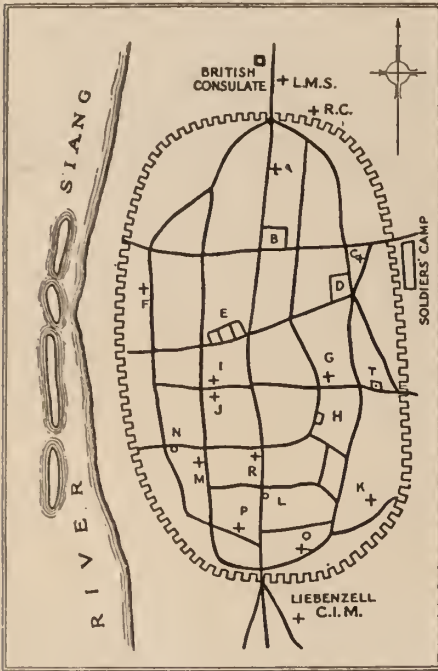 BRITISH
CONSULATE
L.M.S.
R.C.
SIANG
RIVER
A
B
C
D
SOLDIERS' CAMP
F
E
G
T
I
J
H
N
M
R
L
K
P
O
LIEBENZELL
C.I.M.